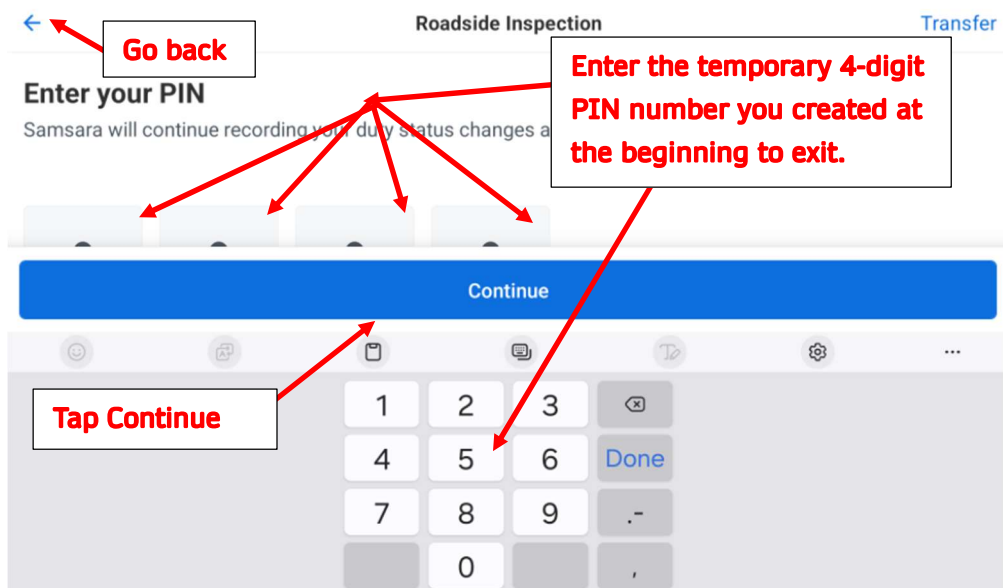 Roadside Inspection
Transfer
Go back
Enter the temporary 4-digit
PIN number you created at
the beginning to exit.
Enter your PIN
Samsara will continue recording your duty status changes a
Continue
Tap Continue
1 2 3
4 5 6 Done
7 8 9 .-
0 ,